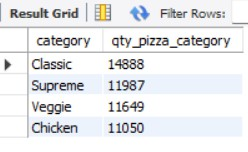 Result Grid Filter Rows:
category qty_pizza_category
Classic 14888
Supreme 11987
Veggie 11649
Chicken 11050